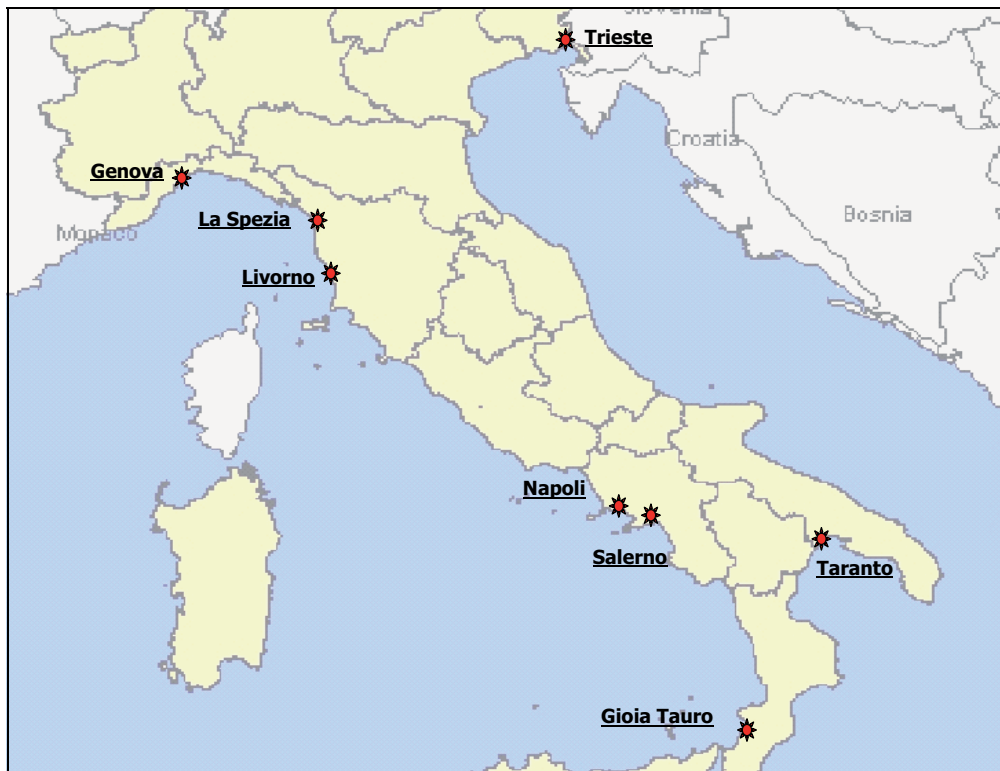 Slovenia
Trieste
Croatia
Genova
La Spezia
Bosnia
Monaco
Livorno
Napoli
Salerno
Taranto
Gioia Tauro